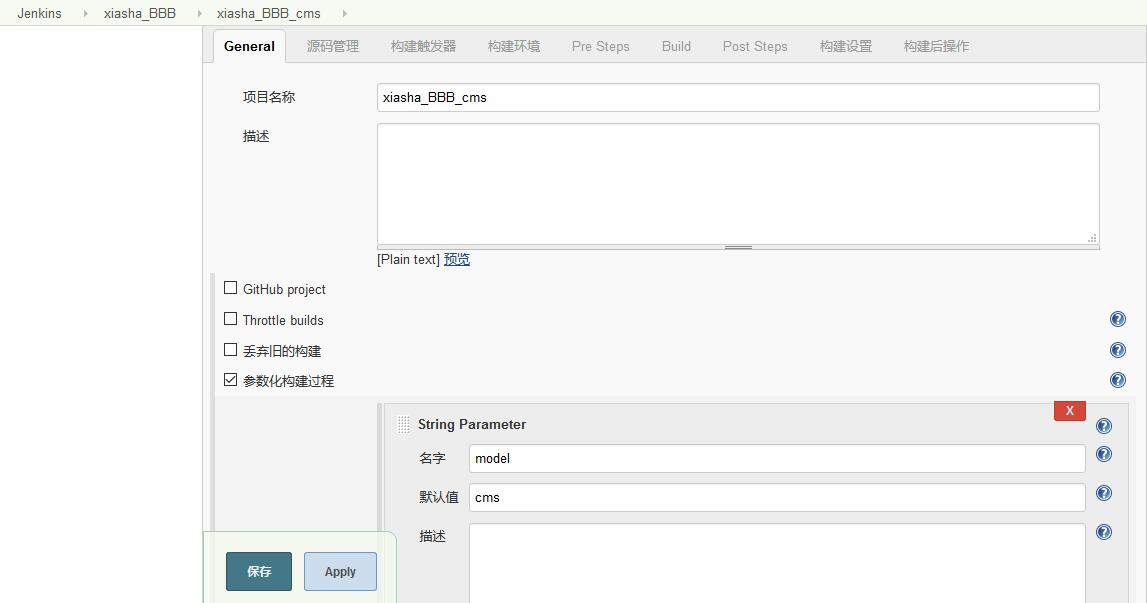 Jenkins xiasha_BBB xiasha_BBB_cms
General 源码管理 构建触发器 构建环境 Pre Steps Build Post Steps 构建设置 构建后操作
项目名称 xiasha_BBB_cms
描述
[Plain text] 预览
GitHub project
Throttle builds
丢弃旧的构建
参数化构建过程
X
String Parameter
名字 model
默认值 cms
描述
保存 Apply